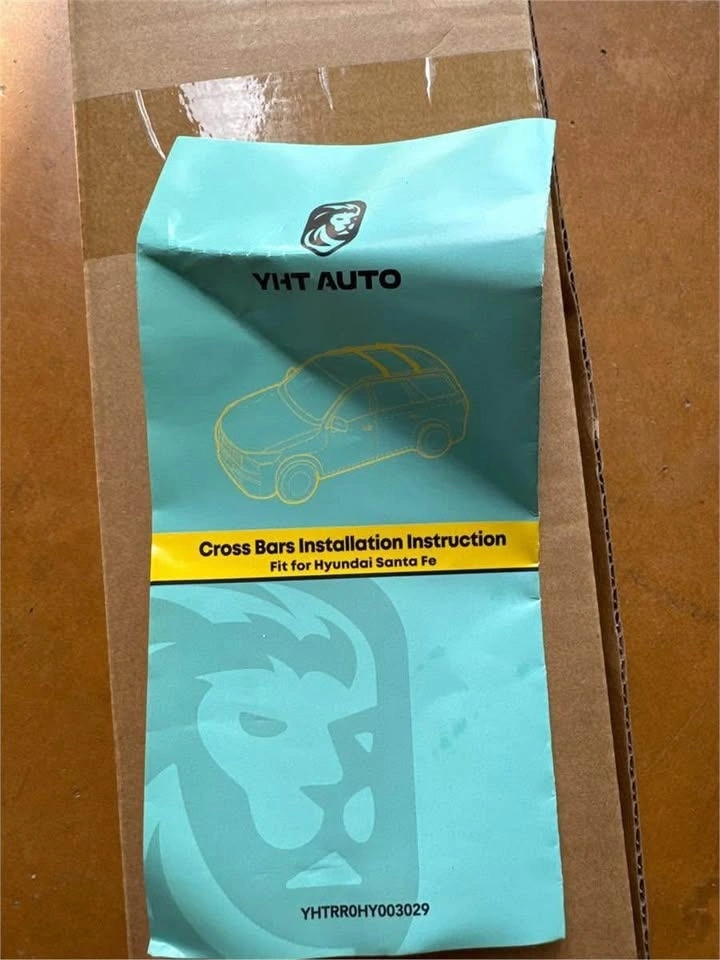 YHT AUTO
Cross Bars Installation Instruction
Fit for Hyundai Santa Fe
YHTRR0HY003029